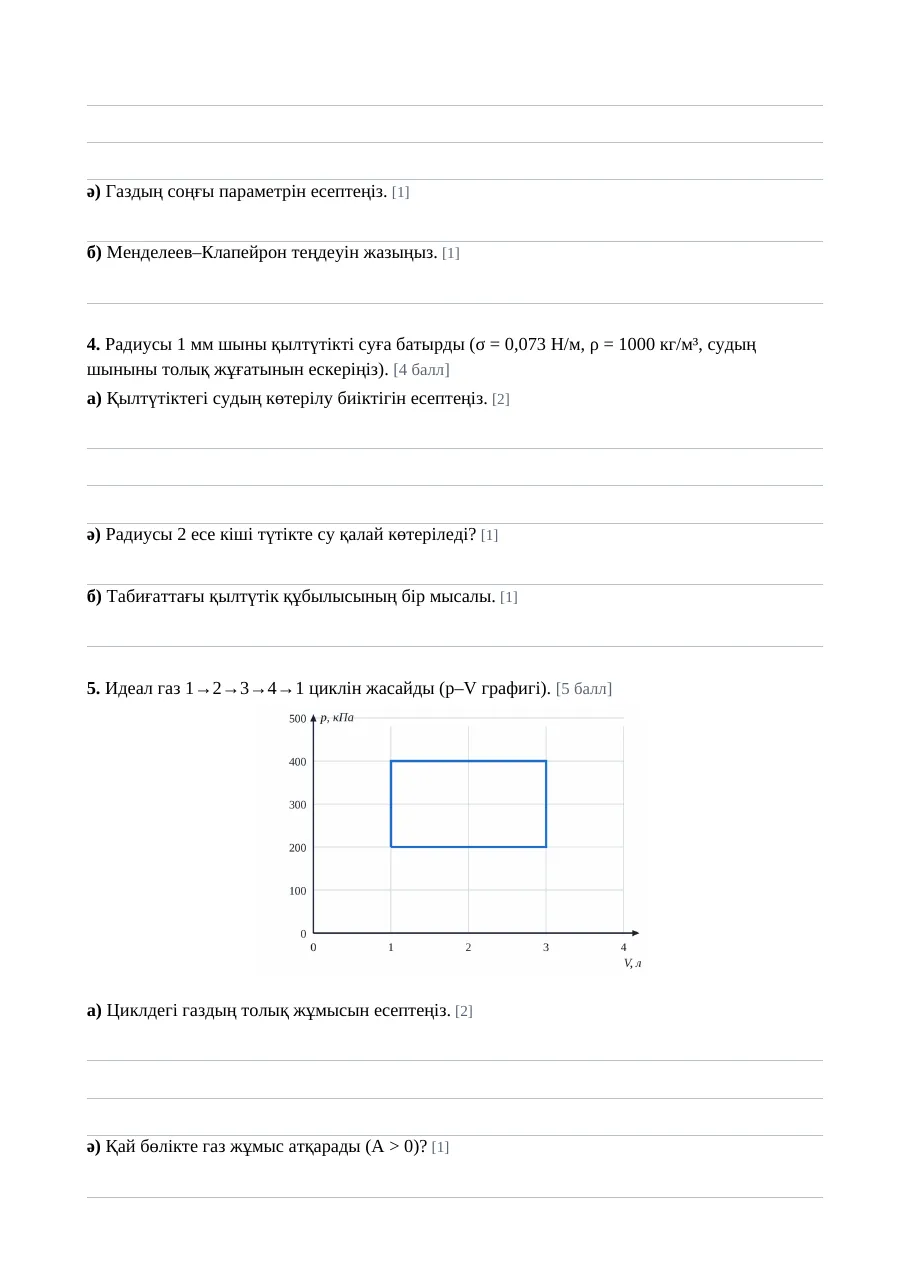 ә) Газдың соңғы параметрін есептеңіз. [1]
б) Менделеев–Клапейрон теңдеуін жазыңыз. [1]
4. Радиусы 1 мм шыны қылтүтікті суға батырды (σ = 0,073 Н/м, ρ = 1000 кг/м³, судың
шыныны толық жұғатынын ескеріңіз). [4 балл]
а) Қылтүтіктегі судың көтерілу биіктігін есептеңіз. [2]
ә) Радиусы 2 есе кіші түтікте су қалай көтеріледі? [1]
б) Табиғаттағы қылтүтік құбылысының бір мысалы. [1]
5. Идеал газ 1→2→3→4→1 циклін жасайды (p–V графигі). [5 балл]
500 p, кПа
400
300
200
100
0
0 1 2 3 4
V, л
а) Циклдегі газдың толық жұмысын есептеңіз. [2]
ә) Қай бөлікте газ жұмыс атқарады (A > 0)? [1]